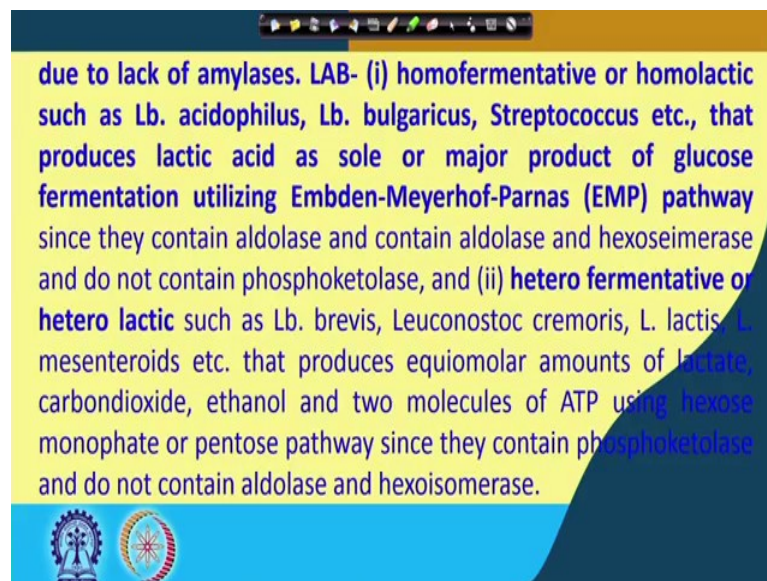 due to lack of amylases. LAB- (i) homofermentative or homolactic
such as Lb. acidophilus, Lb. bulgaricus, Streptococcus etc., that
produces lactic acid as sole or major product of glucose
fermentation utilizing Embden-Meyerhof-Parnas (EMP) pathway
since they contain aldolase and contain aldolase and hexoseimerase
and do not contain phosphoketolase, and (ii) hetero fermentative or
hetero lactic such as Lb. brevis, Leuconostoc cremoris, L. lactis, L.
mesenteroids etc. that produces equiomolar amounts of lactate,
carbondioxide, ethanol and two molecules of ATP using hexose
monophate or pentose pathway since they contain phosphoketolase
and do not contain aldolase and hexoisomerase.